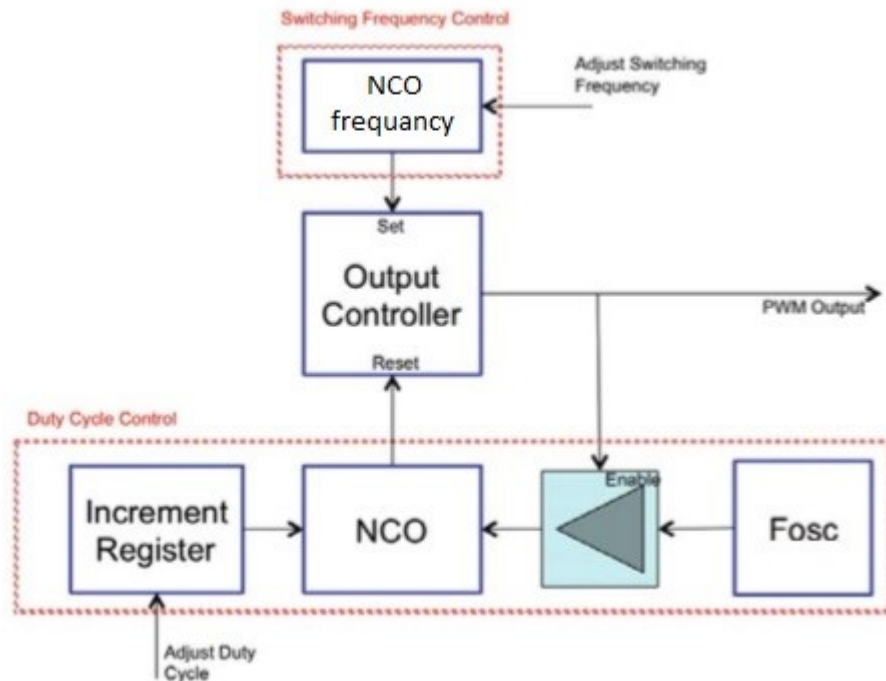 Switching Frequency Control
NCO
frequancy
Adjust Switching
Frequency
Set
Output
Controller
Reset
PWM Output
Duty Cycle Control
Increment
Register
NCO
Enable
Fosc
Adjust Duty
Cycle